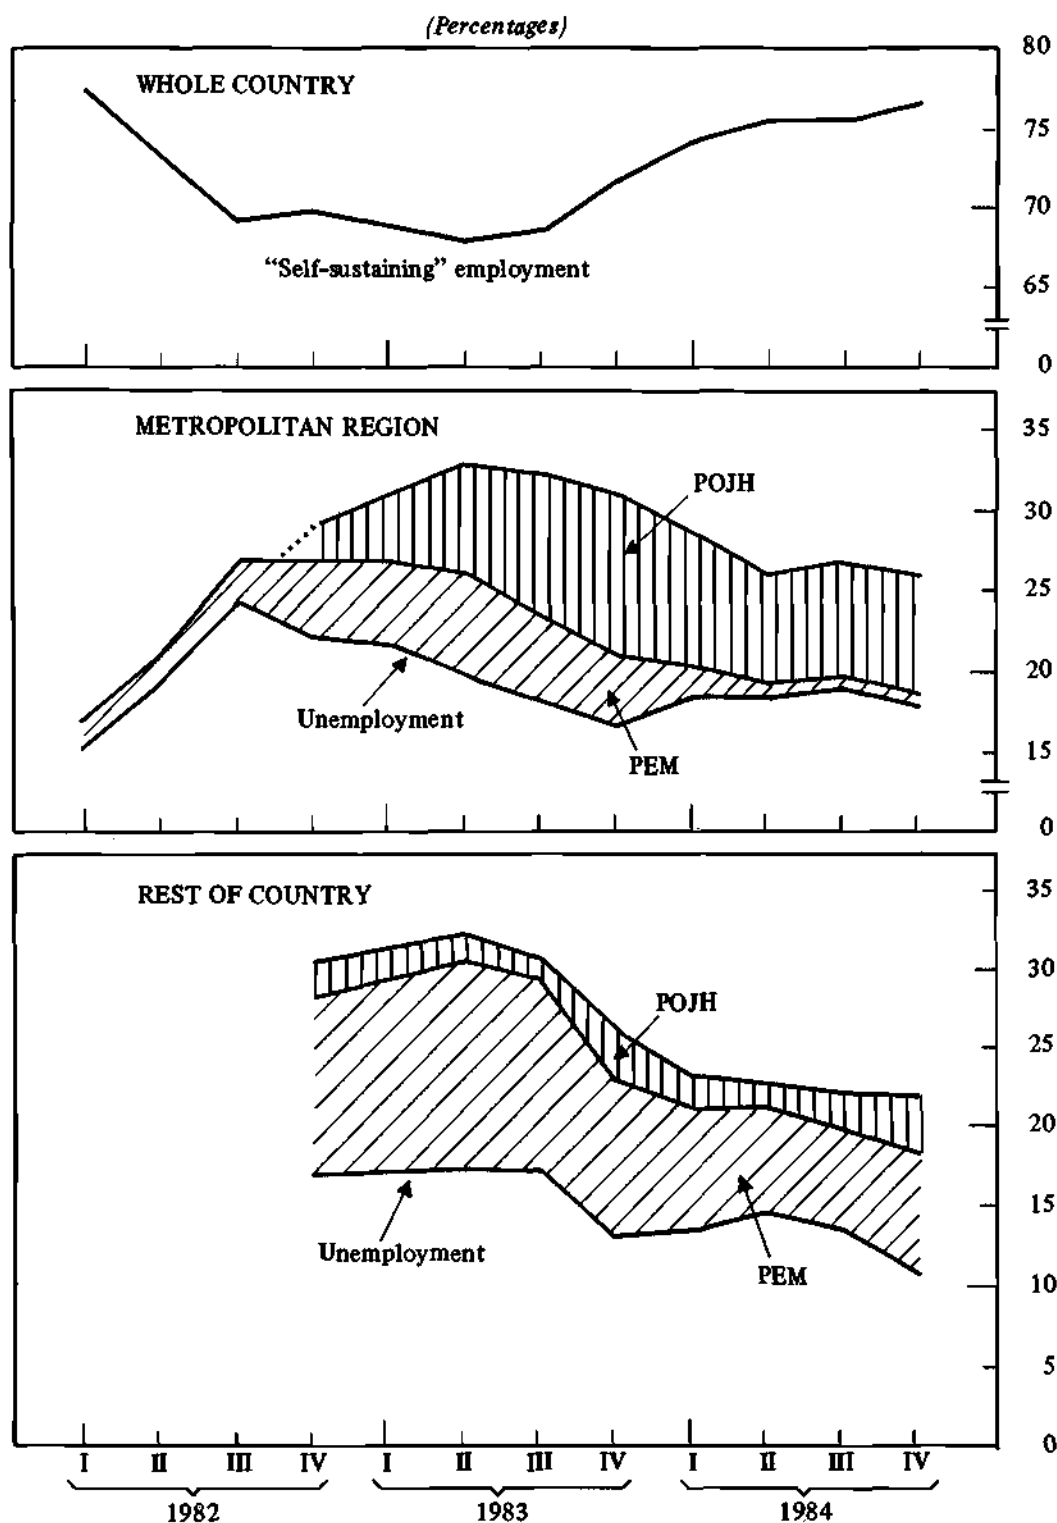 (Percentages)
80
WHOLE COUNTRY
75
70
"Self-sustaining" employment
65
0
METROPOLITAN REGION
35
POJH
30
25
20
Unemployment
PEM
15
0
REST OF COUNTRY
35
30
POJH
25
20
15
Unemployment
PEM
10
5
0
I II III IV I II III IV I II III IV
1982 1983 1984